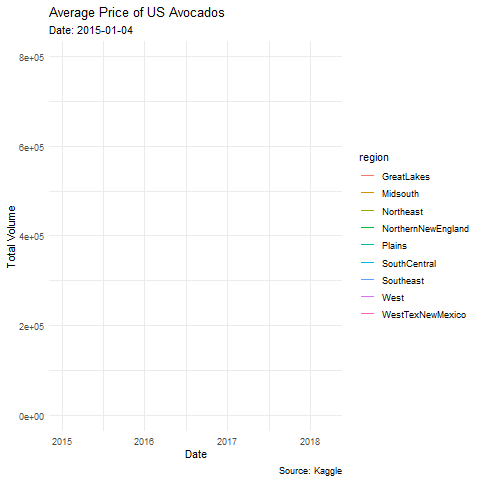 Average Price of US Avocados
Date: 2015-01-04
8e+05
6e+05
4e+05
2e+05
0e+00
Total Volume
2015 2016 2017 2018
Date
region
GreatLakes
Midsouth
Northeast
NorthernNewEngland
Plains
SouthCentral
Southeast
West
WestTexNewMexico
Source: Kaggle